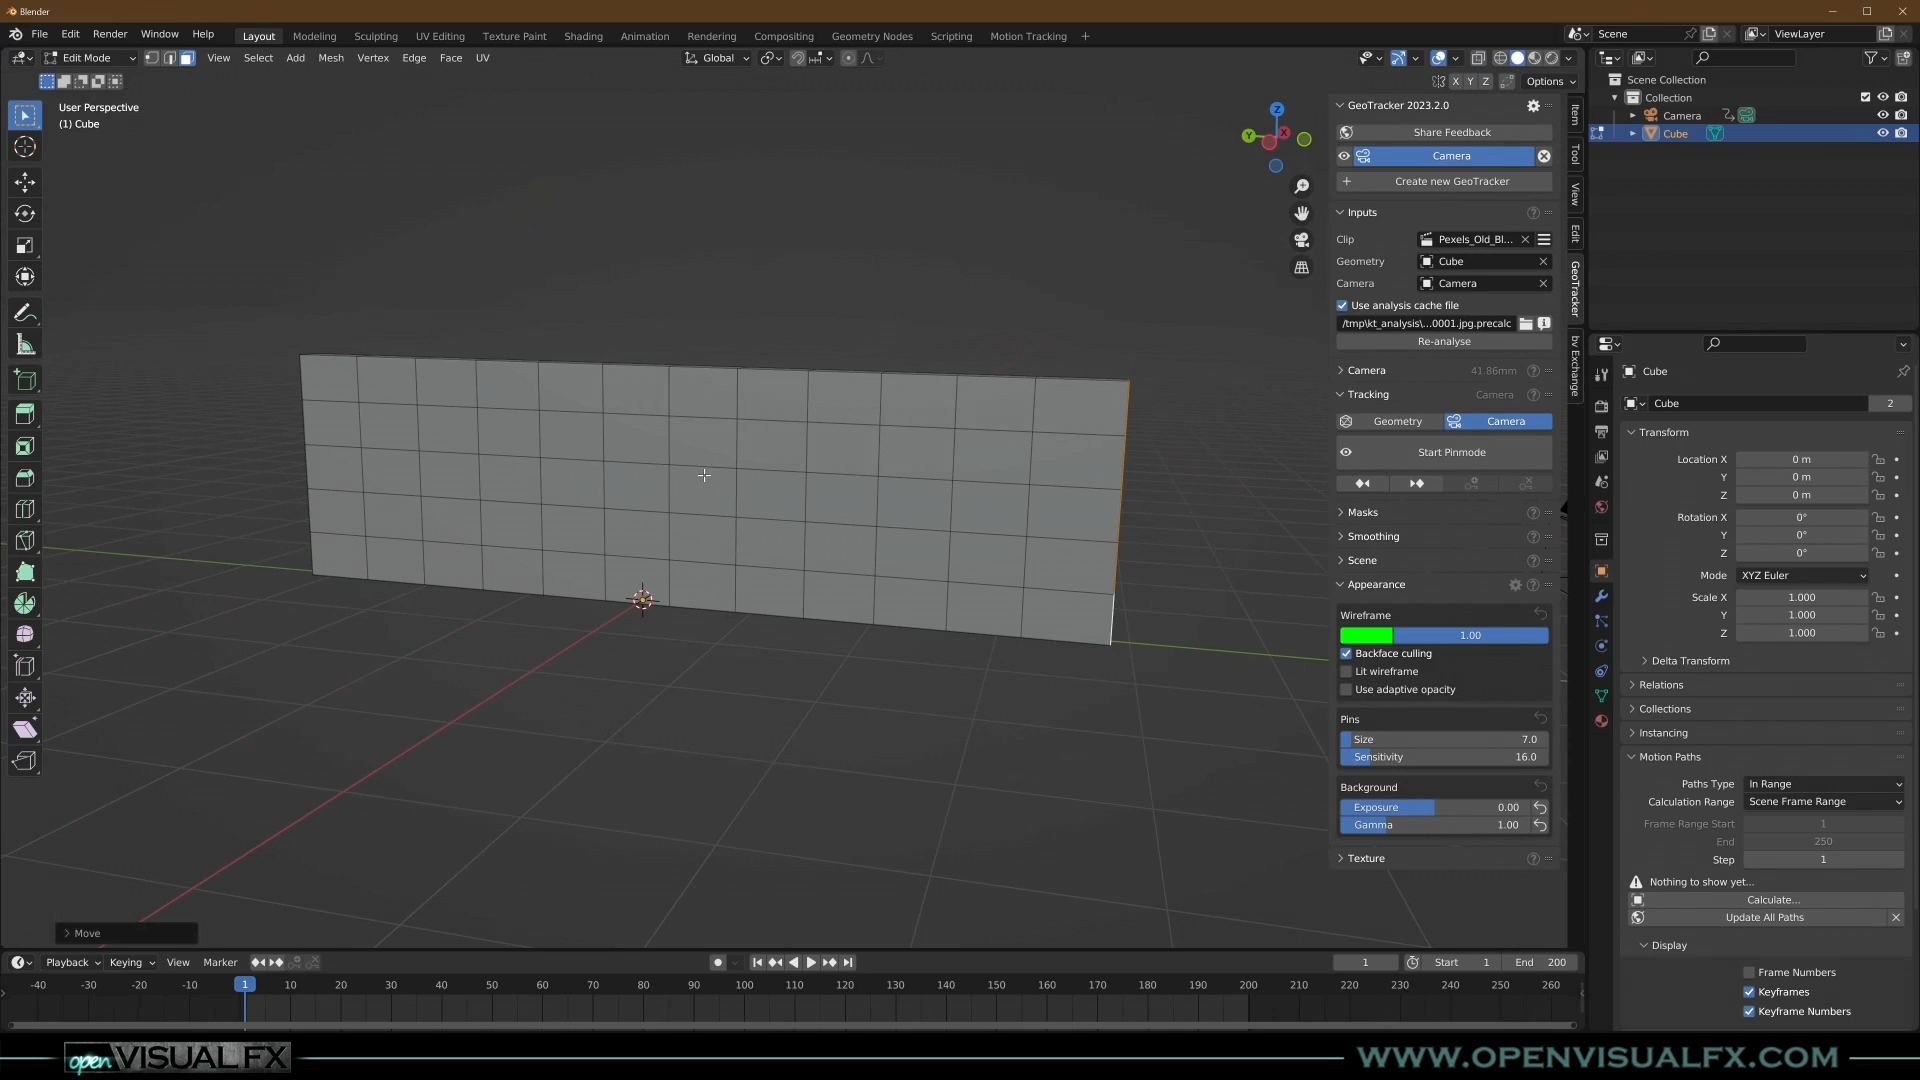 Blender
File Edit Render Window Help Layout Modeling Sculpting UV Editing Texture Paint Shading Animation Rendering Compositing Geometry Nodes Scripting Motion Tracking + Scene ViewLayer
Edit Mode View Select Add Mesh Vertex Edge Face UV Global
X Y Z Options
User Perspective
(1) Cube
Z
Y
X
GeoTracker 2023.2.0
Share Feedback
Camera
Create new GeoTracker
Inputs
Clip Pexels_Old_Bl...
Geometry Cube
Camera Camera
Use analysis cache file
/tmp\kt_analysis\...0001.jpg.precalc
Re-analyse
Camera 41.86mm
Tracking Camera
Geometry Camera
Start Pinmode
Masks
Smoothing
Scene
Appearance
Wireframe
1.00
Backface culling
Lit wireframe
Use adaptive opacity
Pins
Size 7.0
Sensitivity 16.0
Background
Exposure 0.00
Gamma 1.00
Texture
Item
Tool
View
Edit
GeoTracker
bv Exchange
Scene Collection
Collection
Camera
Cube
Cube
Cube 2
Transform
Location X 0 m
Y 0 m
Z 0 m
Rotation X 0°
Y 0°
Z 0°
Mode XYZ Euler
Scale X 1.000
Y 1.000
Z 1.000
Delta Transform
Relations
Collections
Instancing
Motion Paths
Paths Type In Range
Calculation Range Scene Frame Range
Frame Range Start 1
End 250
Step 1
Nothing to show yet...
Calculate...
Update All Paths
Display
Frame Numbers
Keyframes
Keyframe Numbers
Move
Playback Keying View Marker 1 Start 1 End 200
-40 -30 -20 -10 1 10 20 30 40 50 60 70 80 90 100 110 120 130 140 150 160 170 180 190 200 210 220 230 240 250 260
open VISUALFX
WWW.OPENVISUALFX.COM